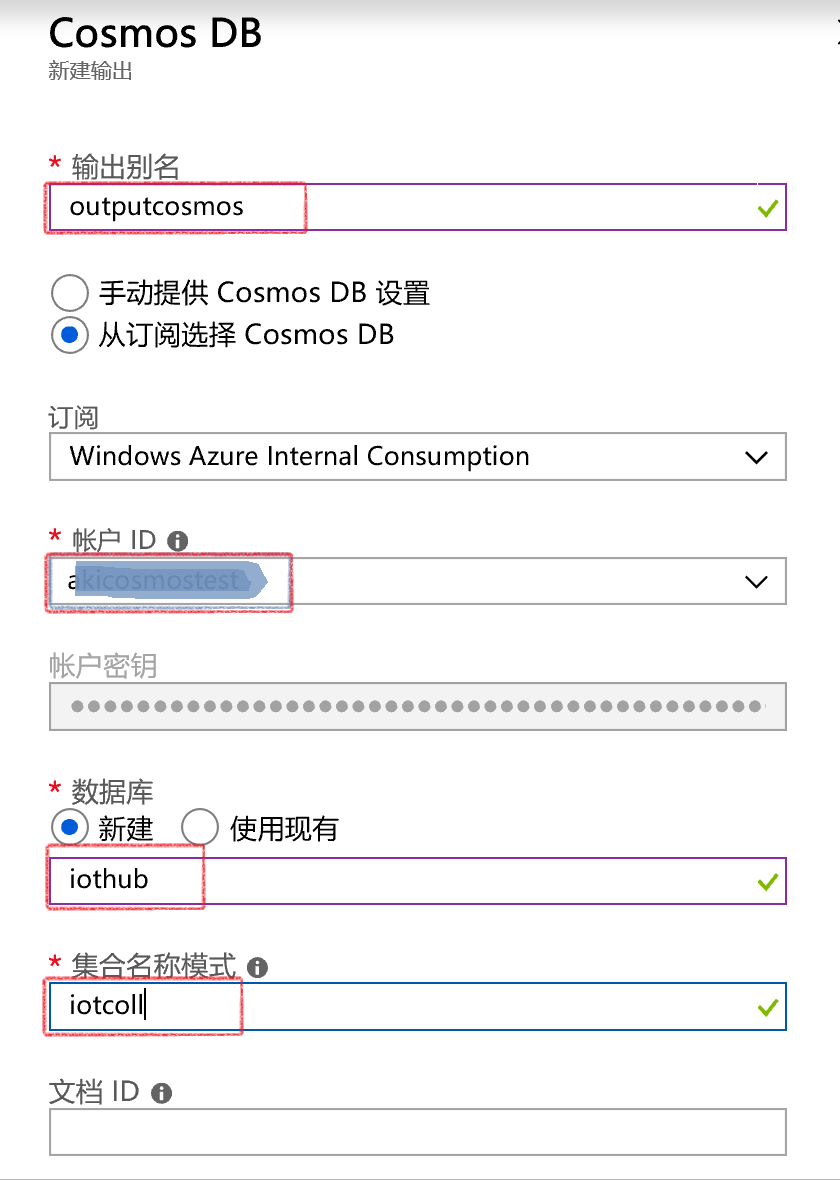 Cosmos DB
新建输出
* 输出别名
outputcosmos
手动提供 Cosmos DB 设置
从订阅选择 Cosmos DB
订阅
Windows Azure Internal Consumption
* 帐户 ID
akicosmostest
帐户密钥
* 数据库
新建 使用现有
iothub
* 集合名称模式
iotcoll
文档 ID